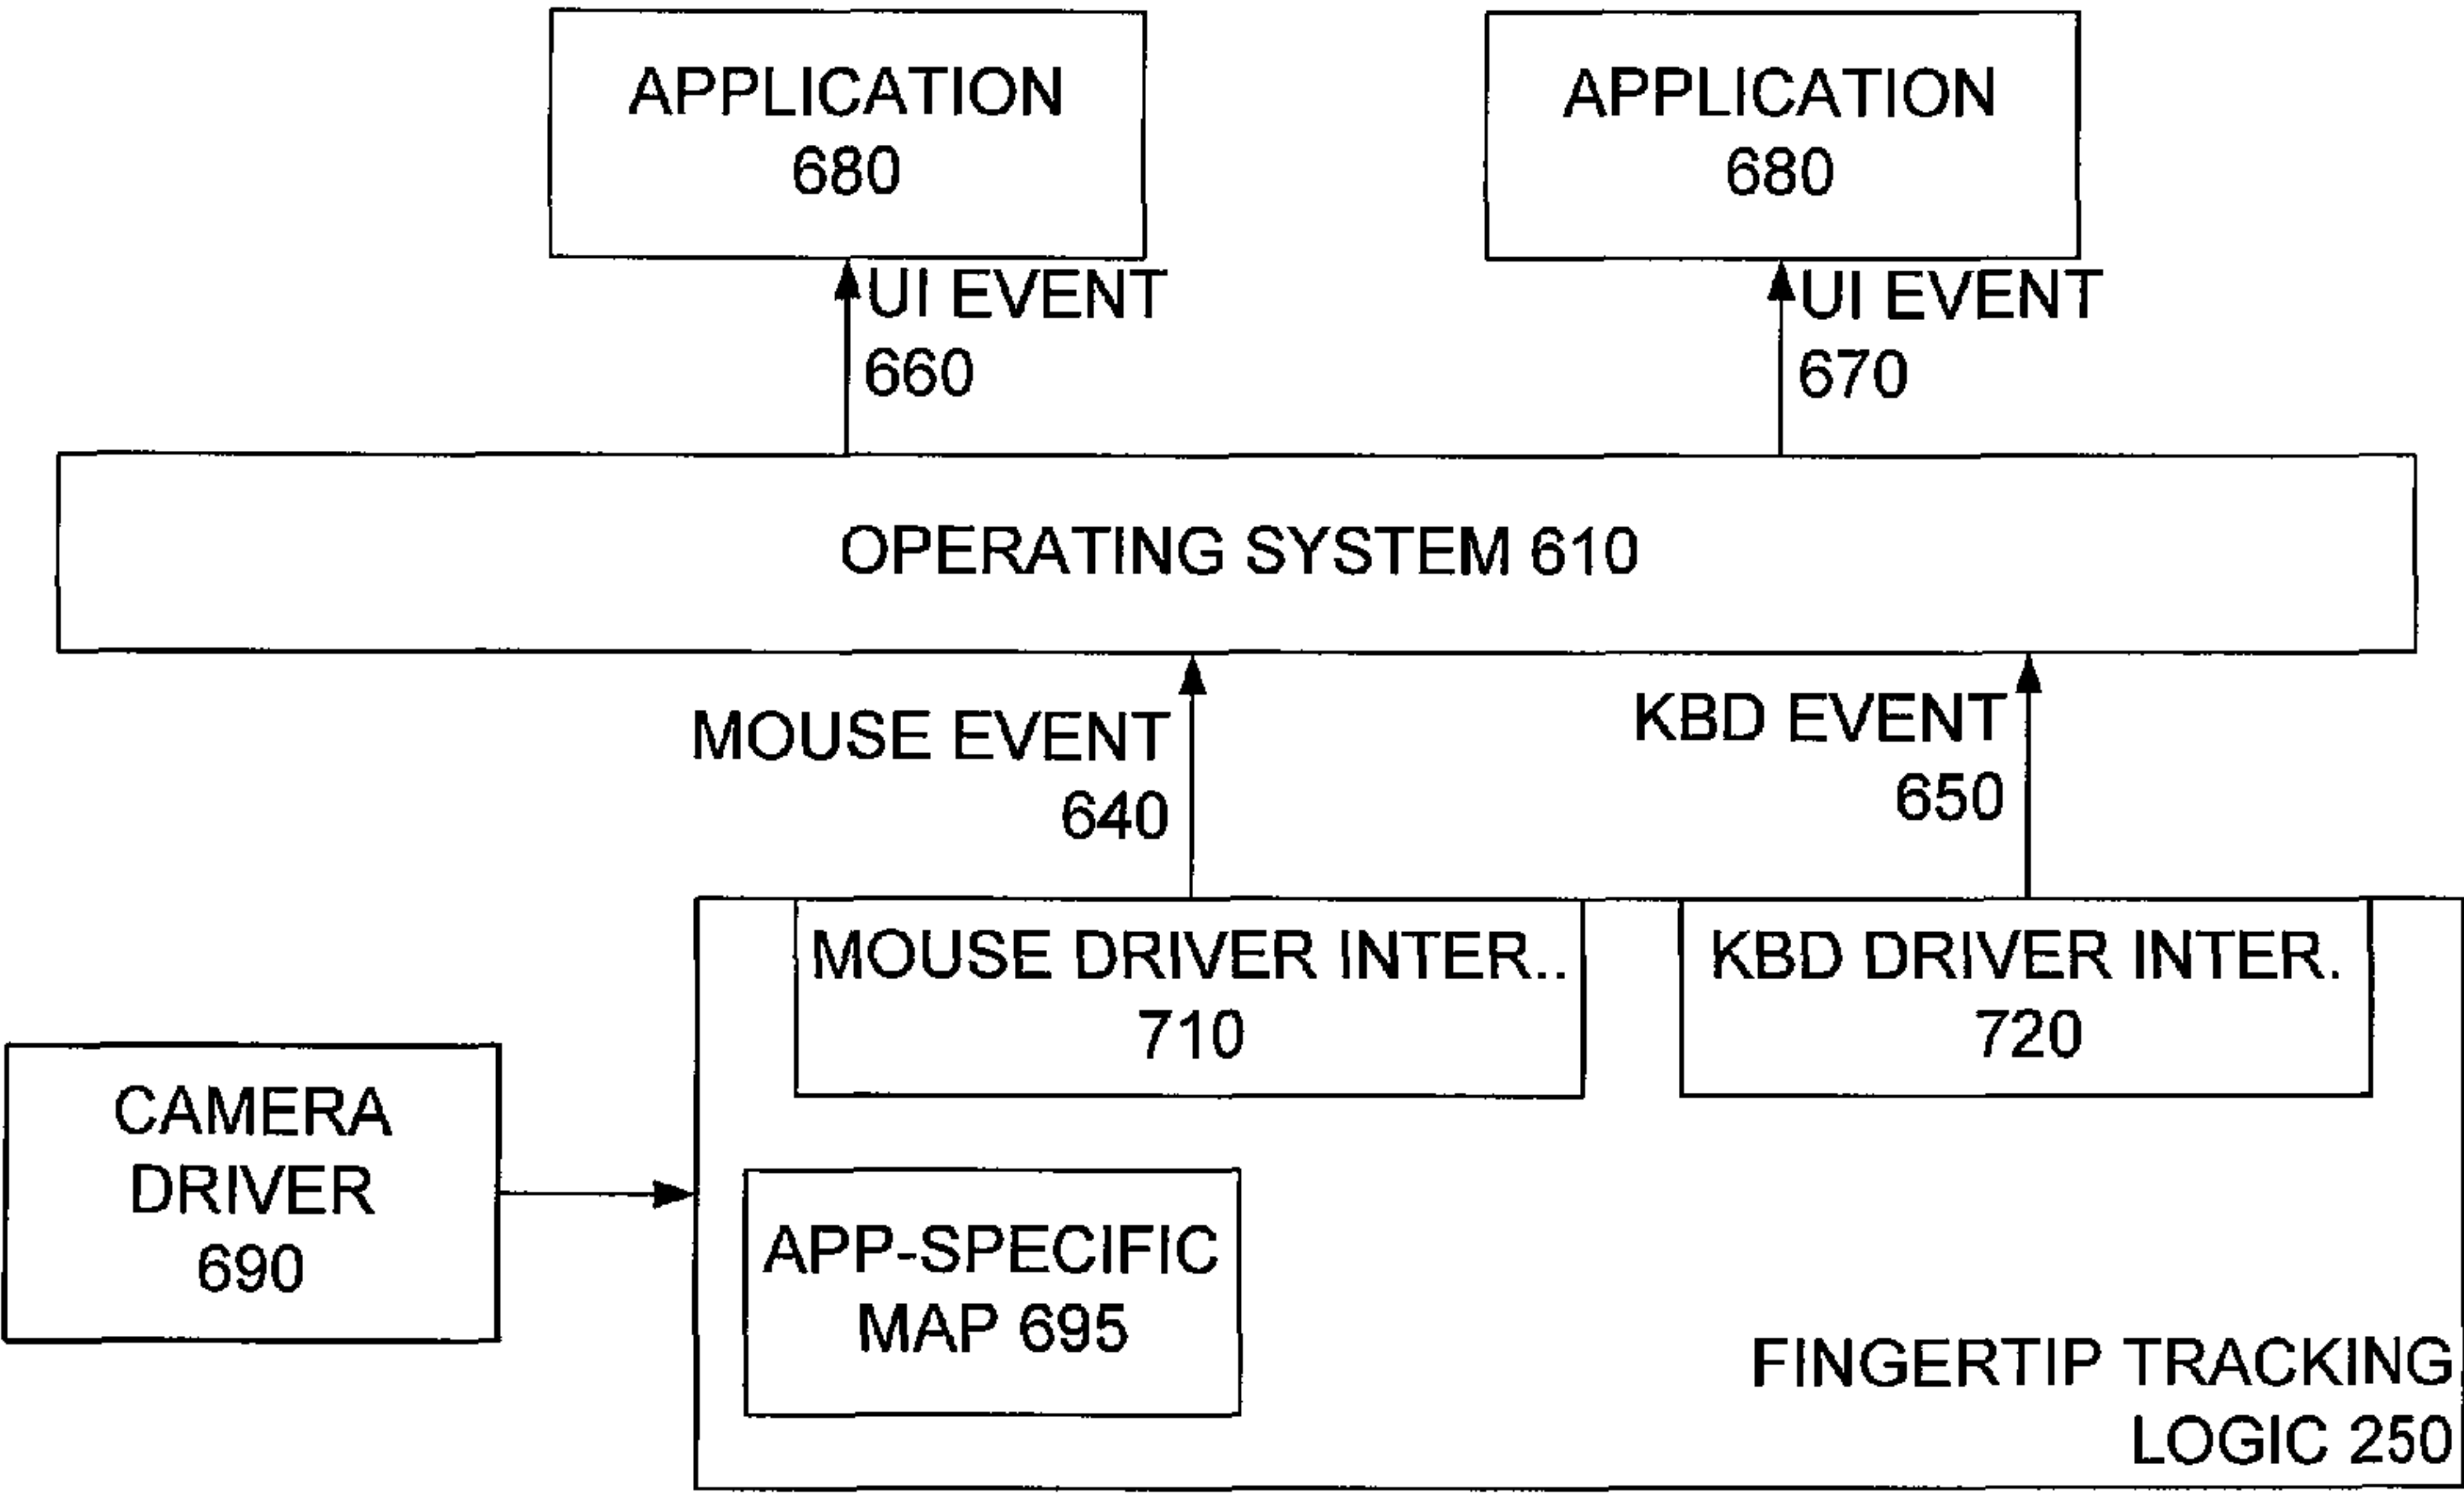 APPLICATION
680
APPLICATION
680
UI EVENT
660
UI EVENT
670
OPERATING SYSTEM 610
MOUSE EVENT
640
KBD EVENT
650
MOUSE DRIVER INTER..
710
KBD DRIVER INTER.
720
CAMERA
DRIVER
690
APP-SPECIFIC
MAP 695
FINGERTIP TRACKING
LOGIC 250